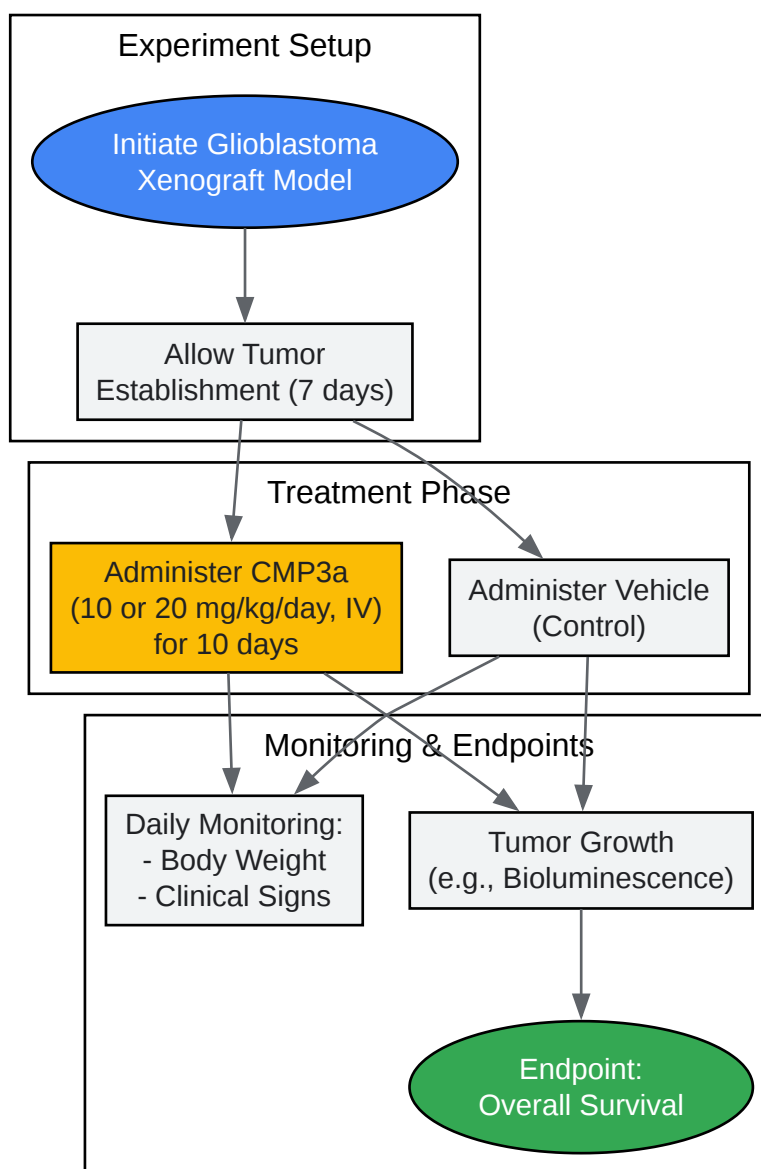 Experiment Setup
Initiate Glioblastoma
Xenograft Model
Allow Tumor
Establishment (7 days)
Treatment Phase
Administer CMP3a
(10 or 20 mg/kg/day, IV)
for 10 days
Administer Vehicle
(Control)
Monitoring & Endpoints
Daily Monitoring:
- Body Weight
- Clinical Signs
Tumor Growth
(e.g., Bioluminescence)
Endpoint:
Overall Survival